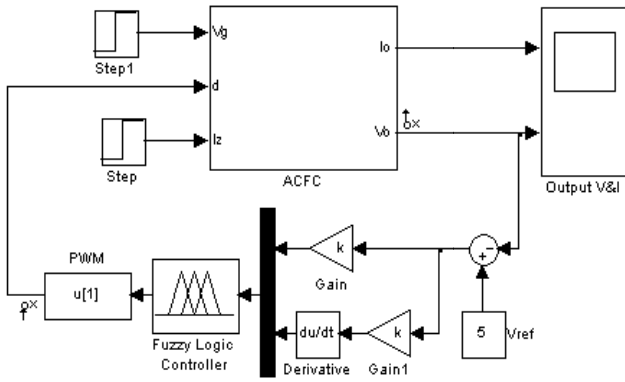 Vg
Io
Step1
d
Iz
Vo
x
Step
ACFC
Output V&I
PWM
k
Gain
x
u[1]
Fuzzy Logic
Controller
du/dt
Derivative
k
Gain1
5
Vref